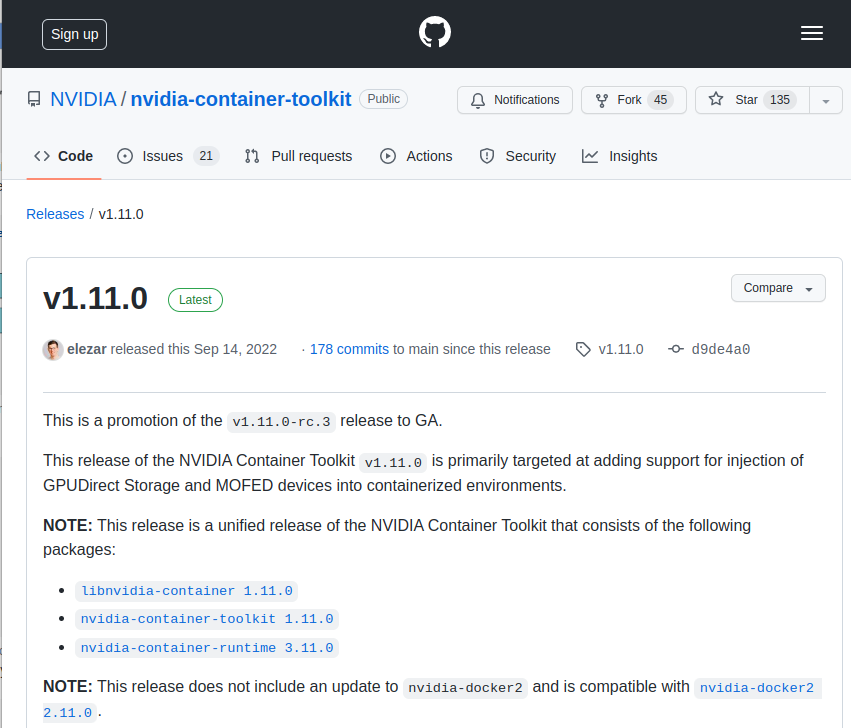 Sign up
NVIDIA / nvidia-container-toolkit Public Notifications Fork 45 Star 135
Code Issues 21 Pull requests Actions Security Insights
Releases / v1.11.0
v1.11.0 Latest Compare
elezar released this Sep 14, 2022 · 178 commits to main since this release v1.11.0 d9de4a0
This is a promotion of the v1.11.0-rc.3 release to GA.
This release of the NVIDIA Container Toolkit v1.11.0 is primarily targeted at adding support for injection of
GPUDirect Storage and MOFED devices into containerized environments.
NOTE: This release is a unified release of the NVIDIA Container Toolkit that consists of the following
packages:
• libnvidia-container 1.11.0
• nvidia-container-toolkit 1.11.0
• nvidia-container-runtime 3.11.0
NOTE: This release does not include an update to nvidia-docker2 and is compatible with nvidia-docker2
2.11.0 .